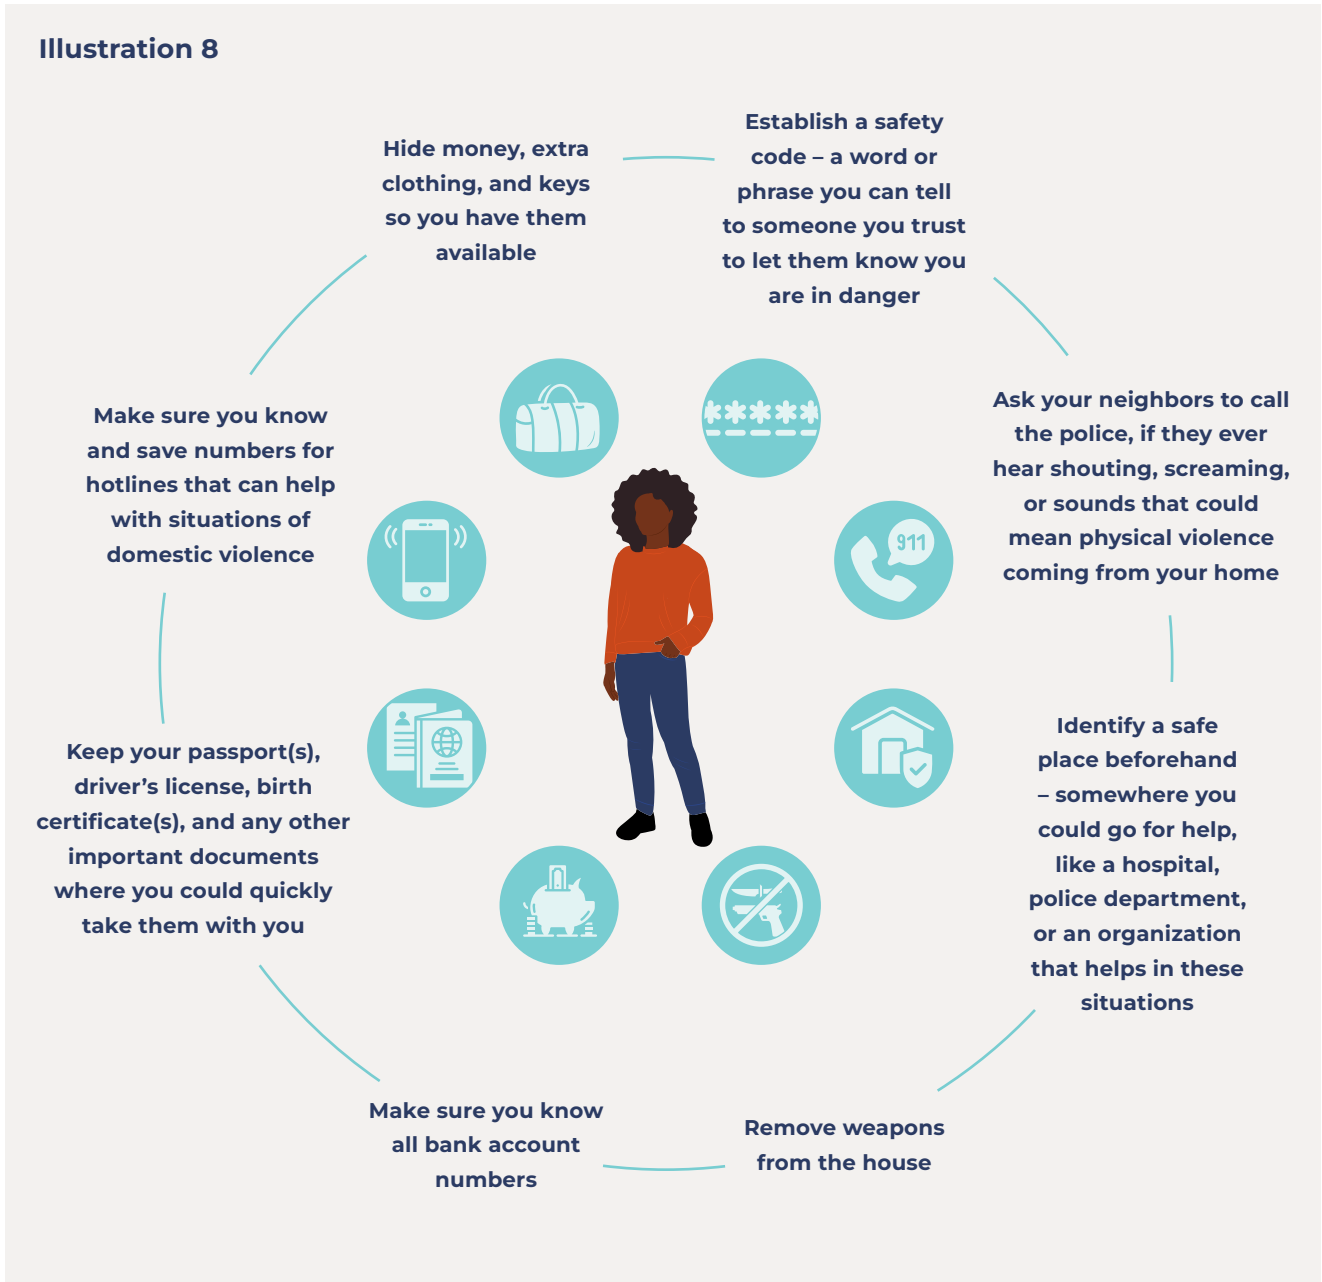 Illustration 8
Hide money, extra
clothing, and keys
so you have them
available
Establish a safety
code – a word or
phrase you can tell
to someone you trust
to let them know you
are in danger
Ask your neighbors to call
the police, if they ever
hear shouting, screaming,
or sounds that could
mean physical violence
coming from your home
911
Identify a safe
place beforehand
– somewhere you
could go for help,
like a hospital,
police department,
or an organization
that helps in these
situations
Remove weapons
from the house
Make sure you know
all bank account
numbers
Keep your passport(s),
driver’s license, birth
certificate(s), and any other
important documents
where you could quickly
take them with you
Make sure you know
and save numbers for
hotlines that can help
with situations of
domestic violence